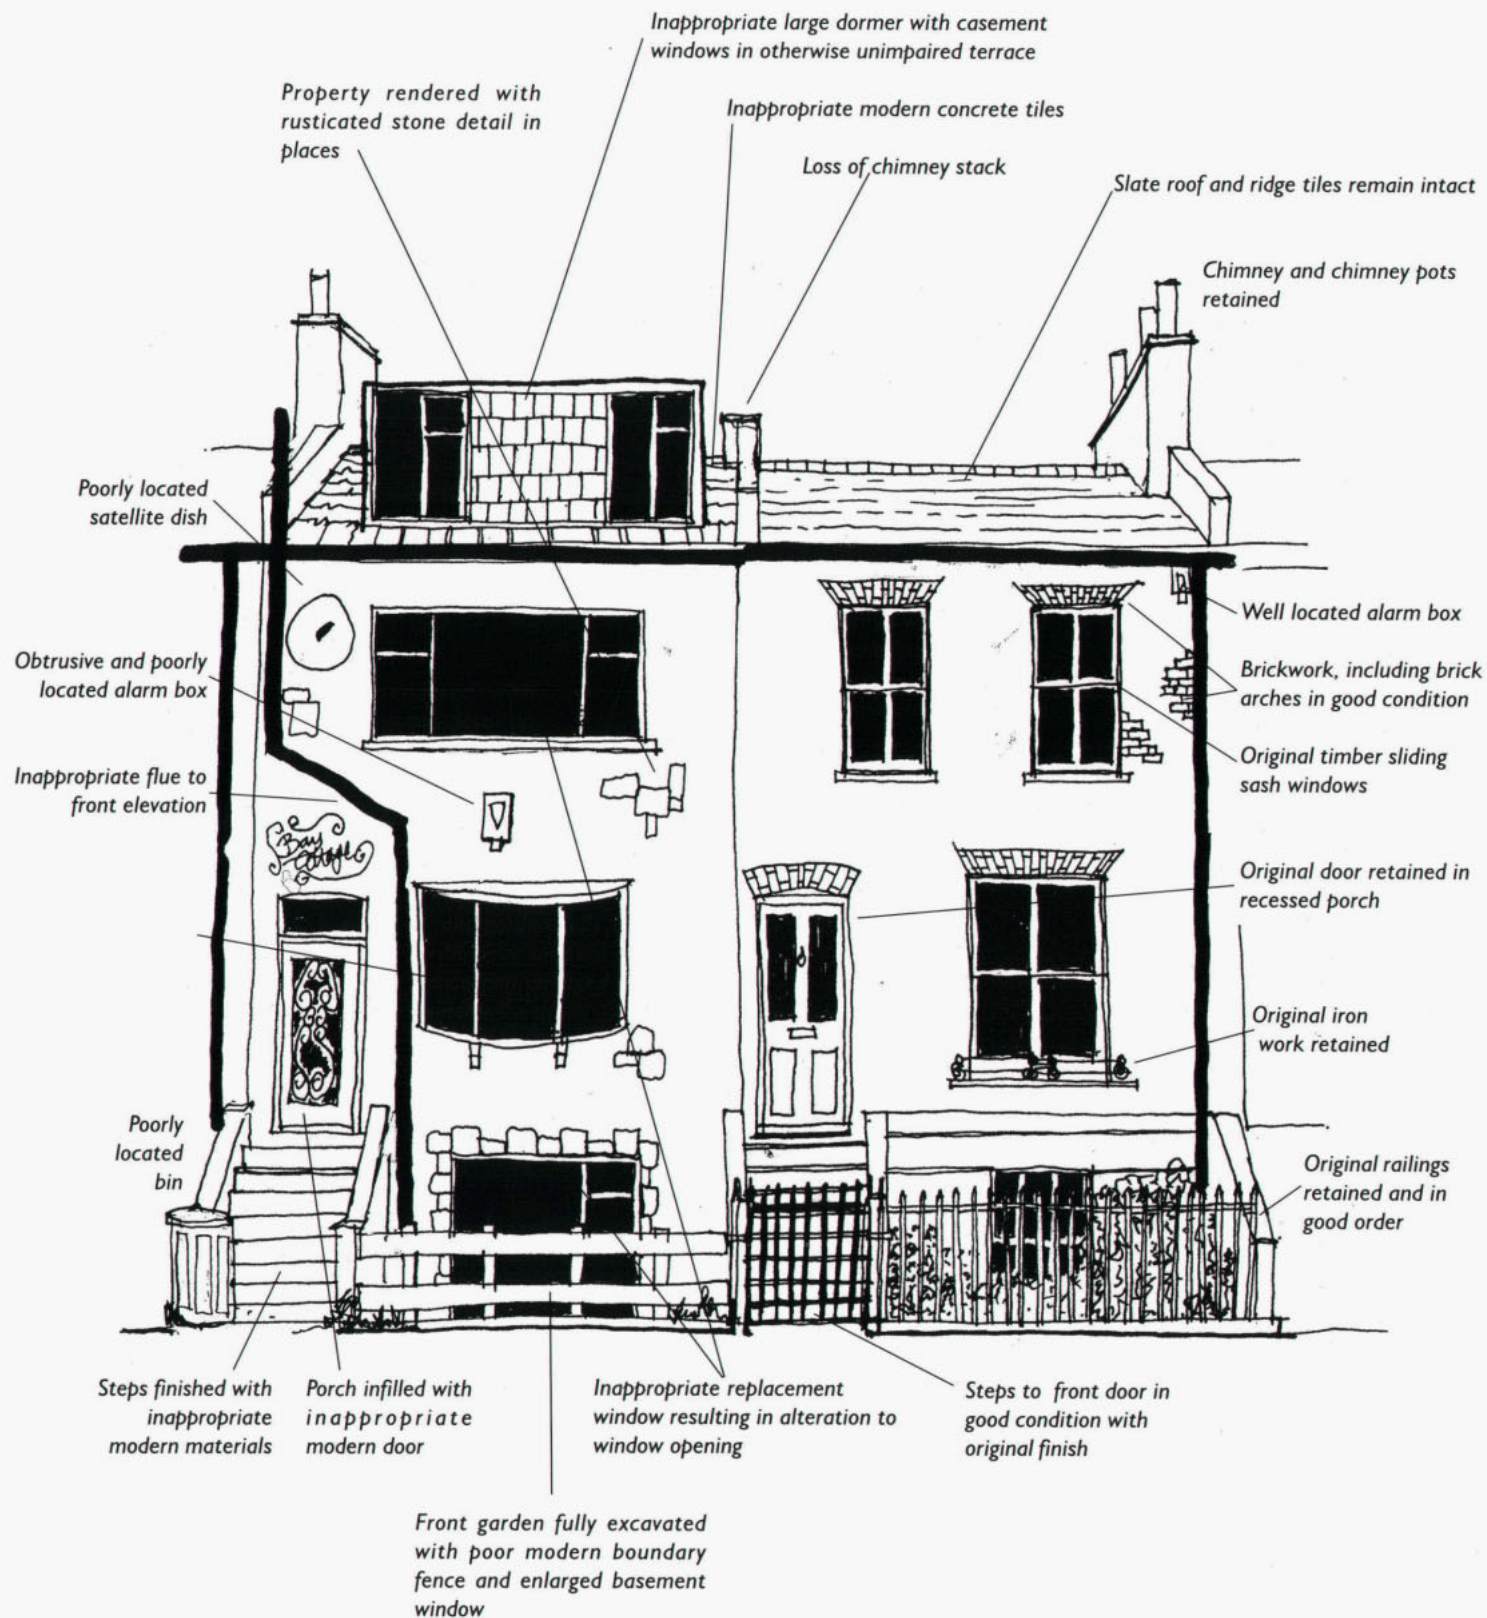 Inappropriate large dormer with casement
windows in otherwise unimpaired terrace
Property rendered with
rusticated stone detail in
places
Inappropriate modern concrete tiles
Loss of chimney stack
Slate roof and ridge tiles remain intact
Chimney and chimney pots
retained
Poorly located
satellite dish
Well located alarm box
Obtrusive and poorly
located alarm box
Brickwork, including brick
arches in good condition
Original timber sliding
sash windows
Inappropriate flue to
front elevation
Bay
Original door retained in
recessed porch
Original iron
work retained
Poorly
located
bin
Original railings
retained and in
good order
Steps finished with
inappropriate
modern materials
Porch infilled with
inappropriate
modern door
Inappropriate replacement
window resulting in alteration to
window opening
Steps to front door in
good condition with
original finish
Front garden fully excavated
with poor modern boundary
fence and enlarged basement
window